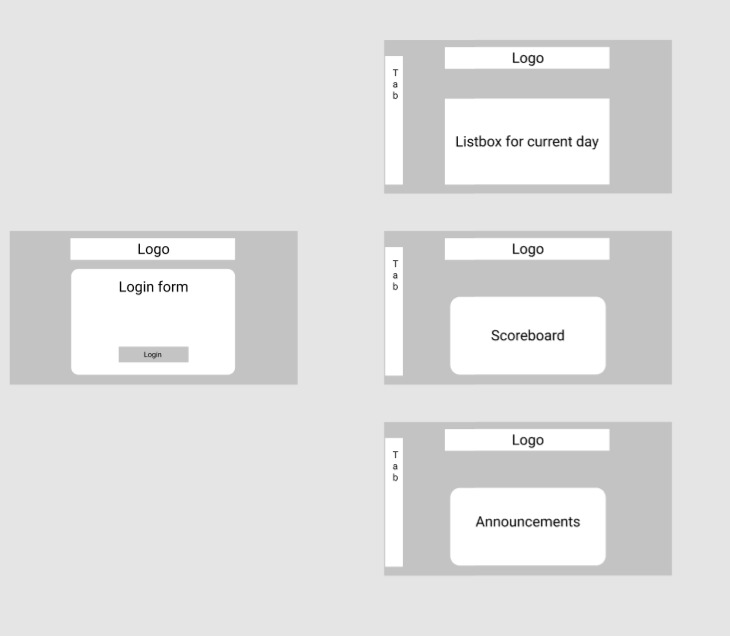 Logo
Login form
Login
Logo
T
a
b
Listbox for current day
Logo
T
a
b
Scoreboard
Logo
T
a
b
Announcements